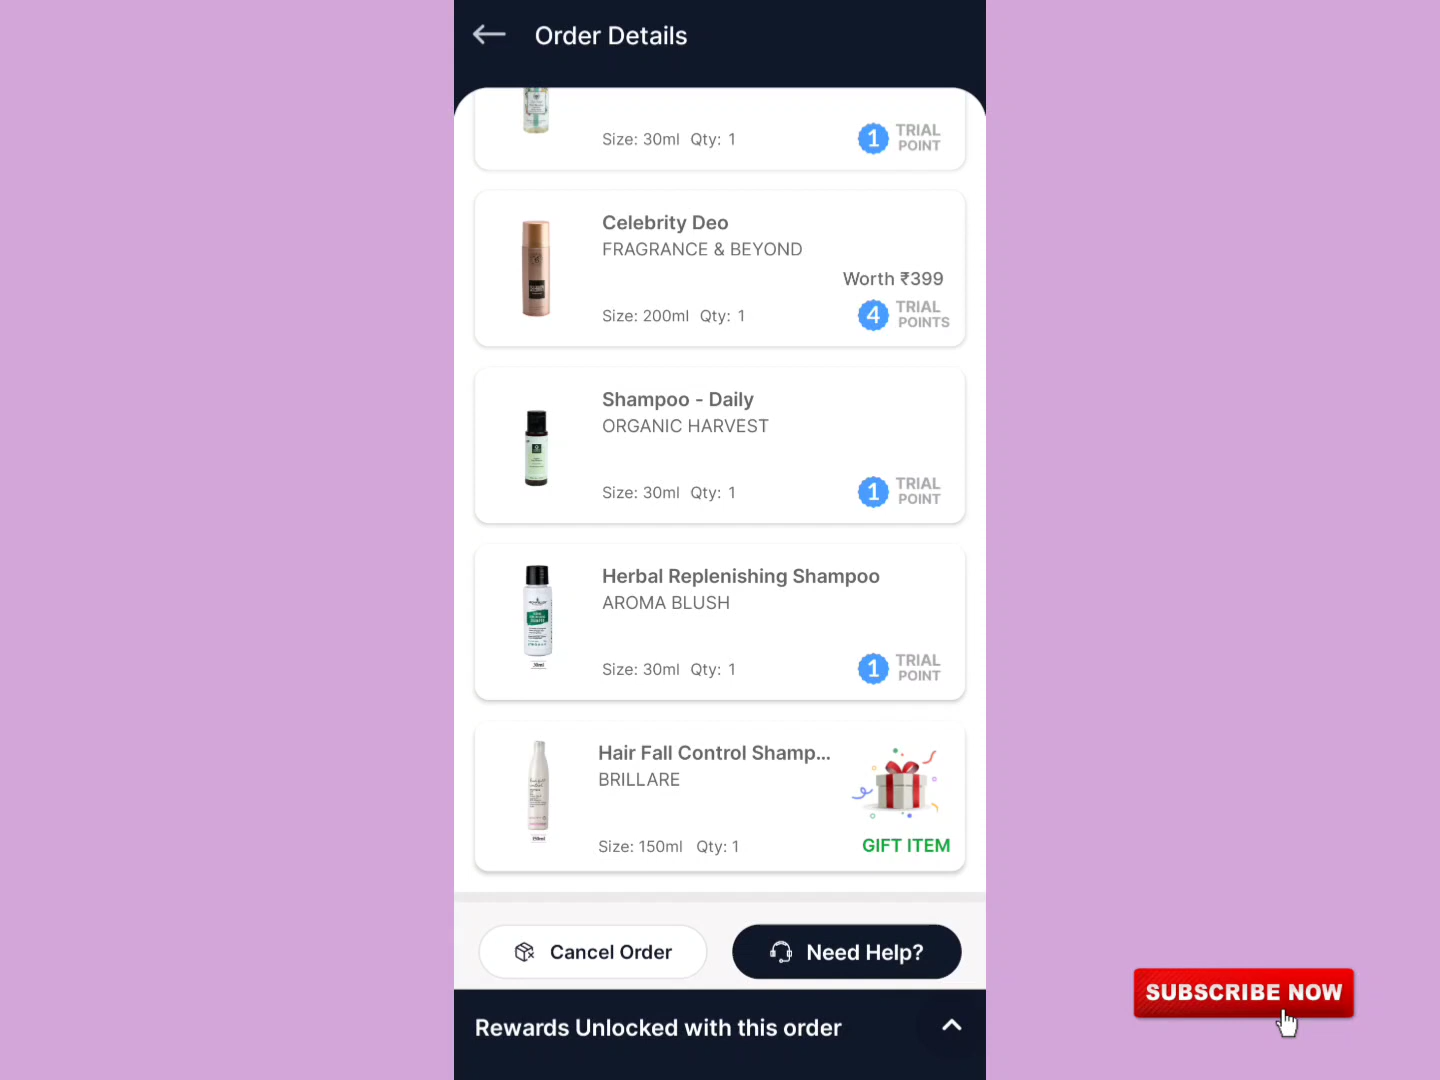 Order Details
Size: 30ml Qty: 1
1 TRIAL POINT
Celebrity Deo
FRAGRANCE & BEYOND
Worth ₹399
Size: 200ml Qty: 1
4 TRIAL POINTS
Shampoo - Daily
ORGANIC HARVEST
Size: 30ml Qty: 1
1 TRIAL POINT
Herbal Replenishing Shampoo
AROMA BLUSH
30ml
Size: 30ml Qty: 1
1 TRIAL POINT
Hair Fall Control Shamp...
BRILLARE
150ml
Size: 150ml Qty: 1
GIFT ITEM
Cancel Order
Need Help?
SUBSCRIBE NOW
Rewards Unlocked with this order